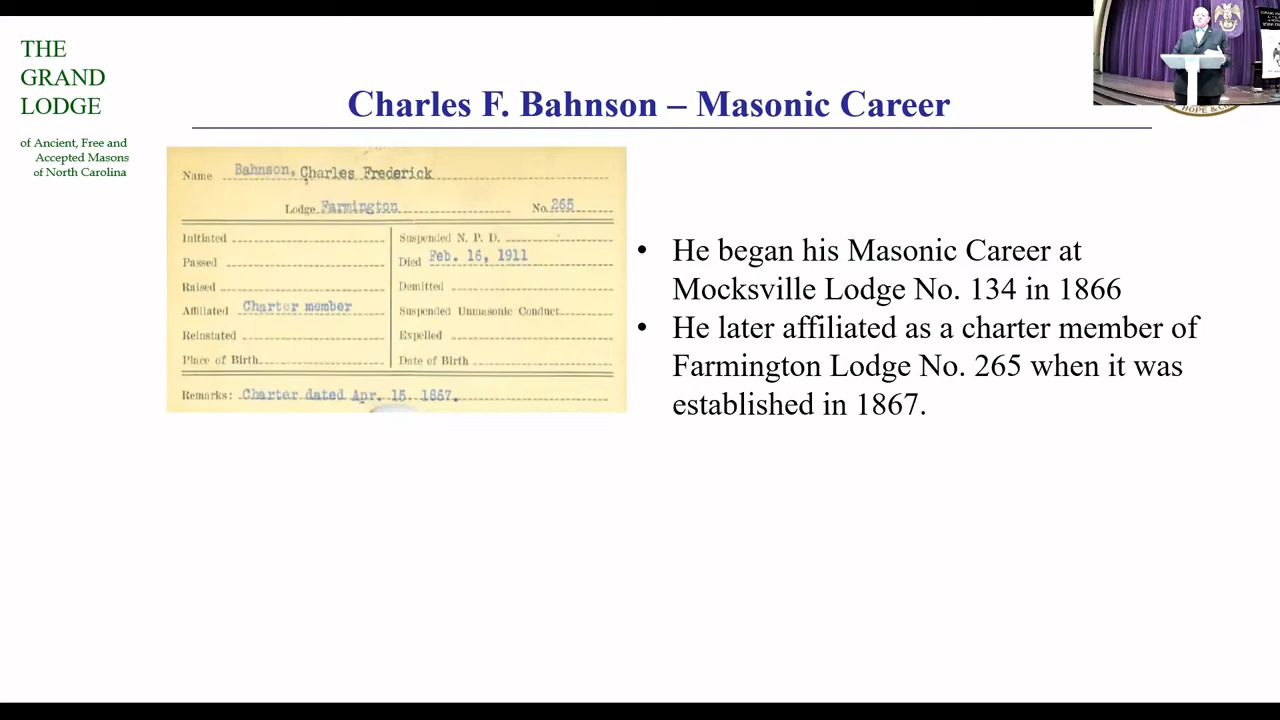 THE
GRAND
LODGE
of Ancient, Free and
Accepted Masons
of North Carolina
Charles F. Bahnson – Masonic Career
HOPE &
Name Bahnson, Charles Frederick
Lodge Farmington No. 265
Initiated
Passed
Raised
Affiliated Charter member
Reinstated
Place of Birth
Suspended N. P. D.
Died Feb. 16, 1911
Demitted
Suspended Unmasonic Conduct
Expelled
Date of Birth
Remarks: Charter dated Apr. 15. 1867.
• He began his Masonic Career at
Mocksville Lodge No. 134 in 1866
• He later affiliated as a charter member of
Farmington Lodge No. 265 when it was
established in 1867.